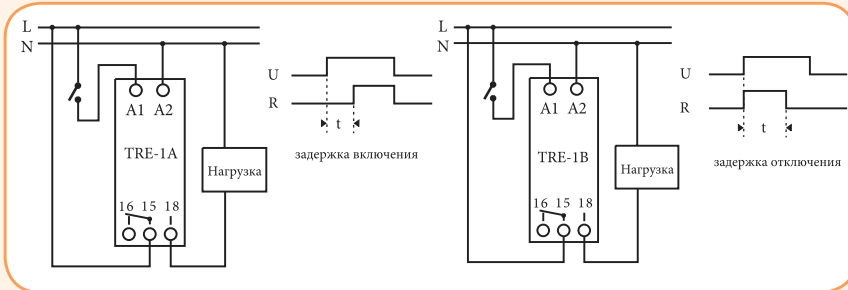 L
N
A1 A2
TRE-1A
16 15 18
Нагрузка
U
R
t
задержка включения
L
N
A1 A2
TRE-1B
16 15 18
Нагрузка
U
R
t
задержка отключения